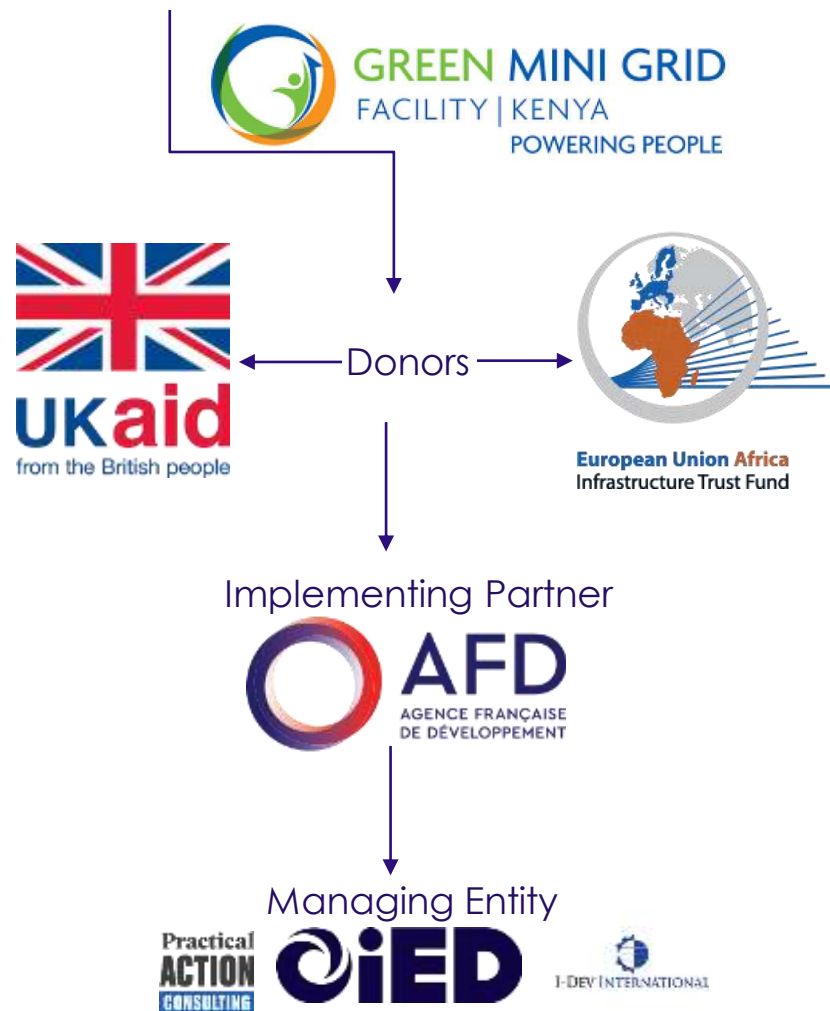 GREEN MINI GRID
FACILITY | KENYA
POWERING PEOPLE
Donors
UKaid
from the British people
European Union Africa
Infrastructure Trust Fund
Implementing Partner
AFD
AGENCE FRANÇAISE
DE DÉVELOPPEMENT
Managing Entity
Practical
ACTION
CONSULTING
iED
I-DEV INTERNATIONAL